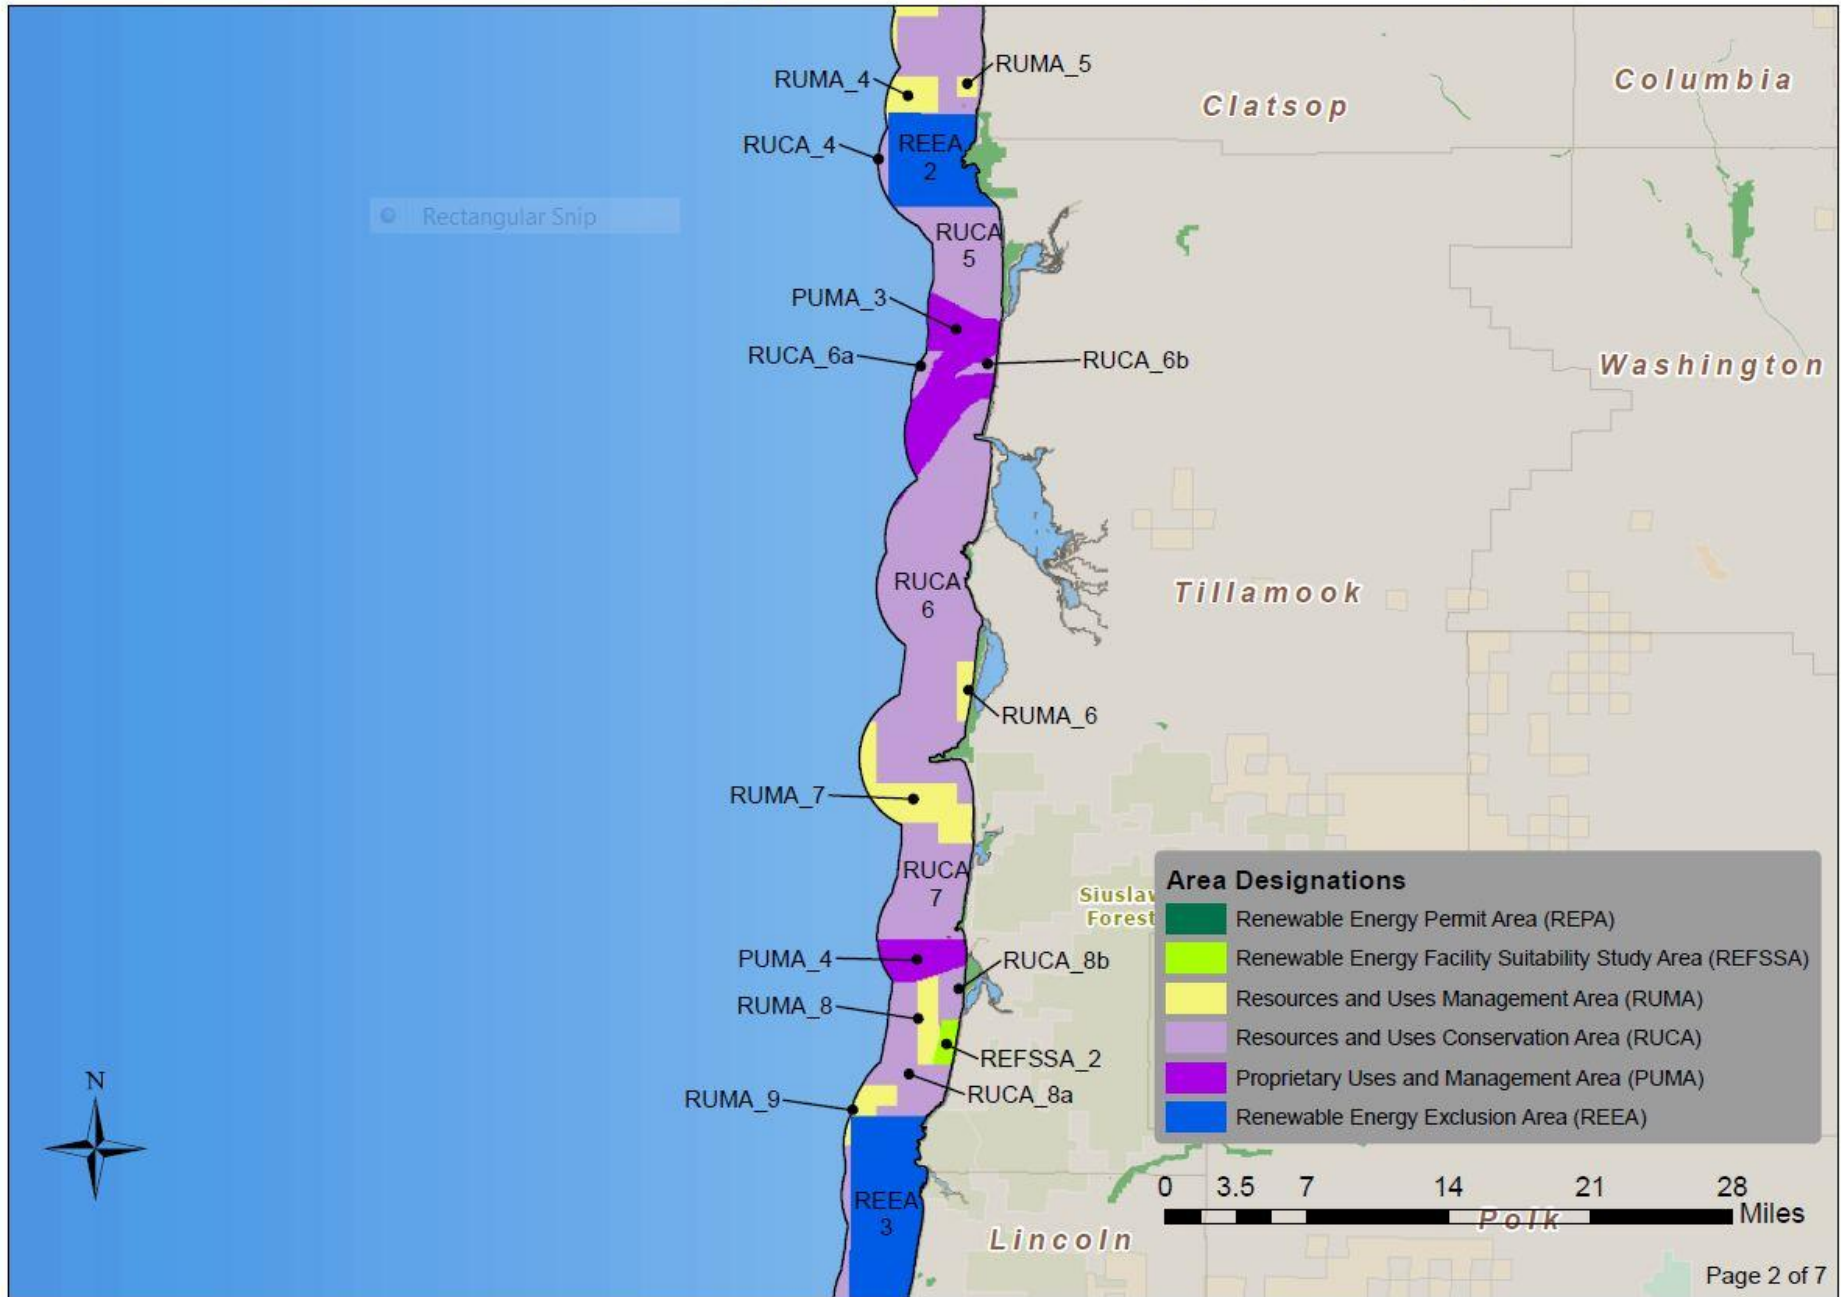 RUMA_5
RUMA_4
Columbia
Clatsop
RUCA_4
REEA
2
Rectangular Snip
RUCA
5
PUMA_3
RUCA_6a
RUCA_6b
Washington
RUCA
6
Tillamook
RUMA_6
RUMA_7
RUCA
7
Siuslaw
Forest
PUMA_4
RUCA_8b
RUMA_8
REFSSA_2
RUCA_8a
RUMA_9
REEA
3
Lincoln
Area Designations
Renewable Energy Permit Area (REPA)
Renewable Energy Facility Suitability Study Area (REFSSA)
Resources and Uses Management Area (RUMA)
Resources and Uses Conservation Area (RUCA)
Proprietary Uses and Management Area (PUMA)
Renewable Energy Exclusion Area (REEA)
N
0 3.5 7 14 21 28
Miles
Polk
Page 2 of 7